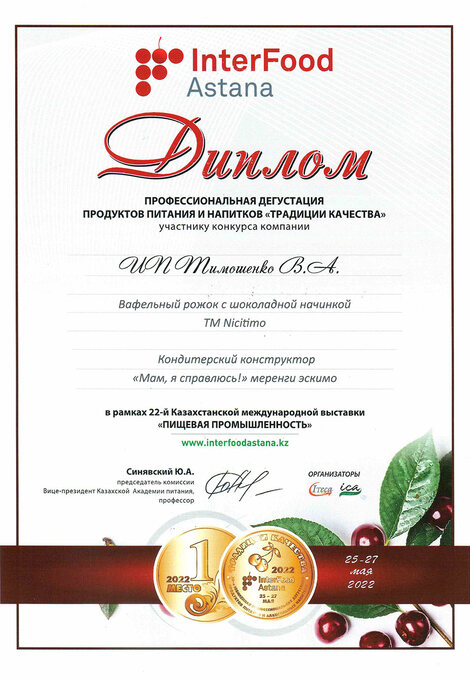 InterFood
Astana
Диплом
ПРОФЕССИОНАЛЬНАЯ ДЕГУСТАЦИЯ
ПРОДУКТОВ ПИТАНИЯ И НАПИТКОВ «ТРАДИЦИИ КАЧЕСТВА»
участнику конкурса компании
ИП Тимошенко В.А.
Вафельный рожок с шоколадной начинкой
ТМ Nicitimo
Кондитерский конструктор
«Мам, я справлюсь!» меренги эскимо
в рамках 22-й Казахстанской международной выставки
«ПИЩЕВАЯ ПРОМЫШЛЕННОСТЬ»
www.interfoodastana.kz
Синявский Ю.А.
председатель комиссии
Вице-президент Казахской Академии питания,
профессор
ОРГАНИЗАТОРЫ
Iteca
ica
2022
1
МЕСТО
ТРАДИЦИИ КАЧЕСТВА
2022
InterFood
Astana
25 - 27
МАЯ
25-27
мая
2022